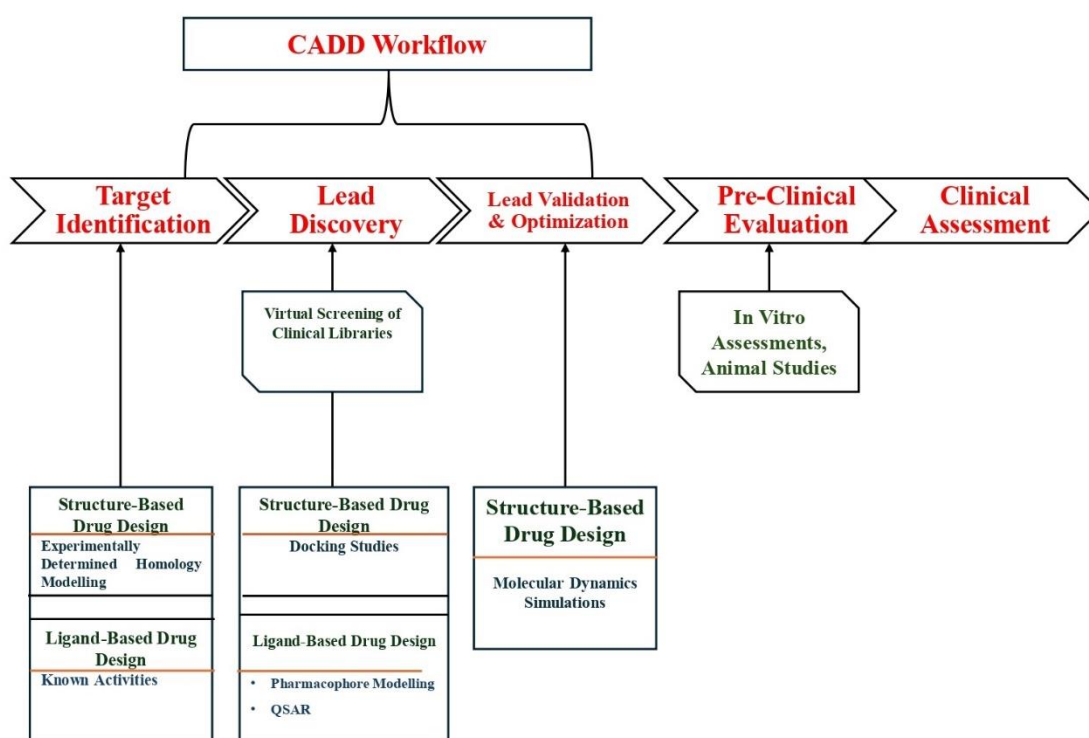 CADD Workflow
Target
Identification
Lead
Discovery
Lead Validation
& Optimization
Pre-Clinical
Evaluation
Clinical
Assessment
Virtual Screening of
Clinical Libraries
In Vitro
Assessments,
Animal Studies
Structure-Based
Drug Design
Experimentally
Determined Homology
Modelling
Ligand-Based Drug
Design
Known Activities
Structure-Based Drug
Design
Docking Studies
Ligand-Based Drug Design
• Pharmacophore Modelling
• QSAR
Structure-Based
Drug Design
Molecular Dynamics
Simulations